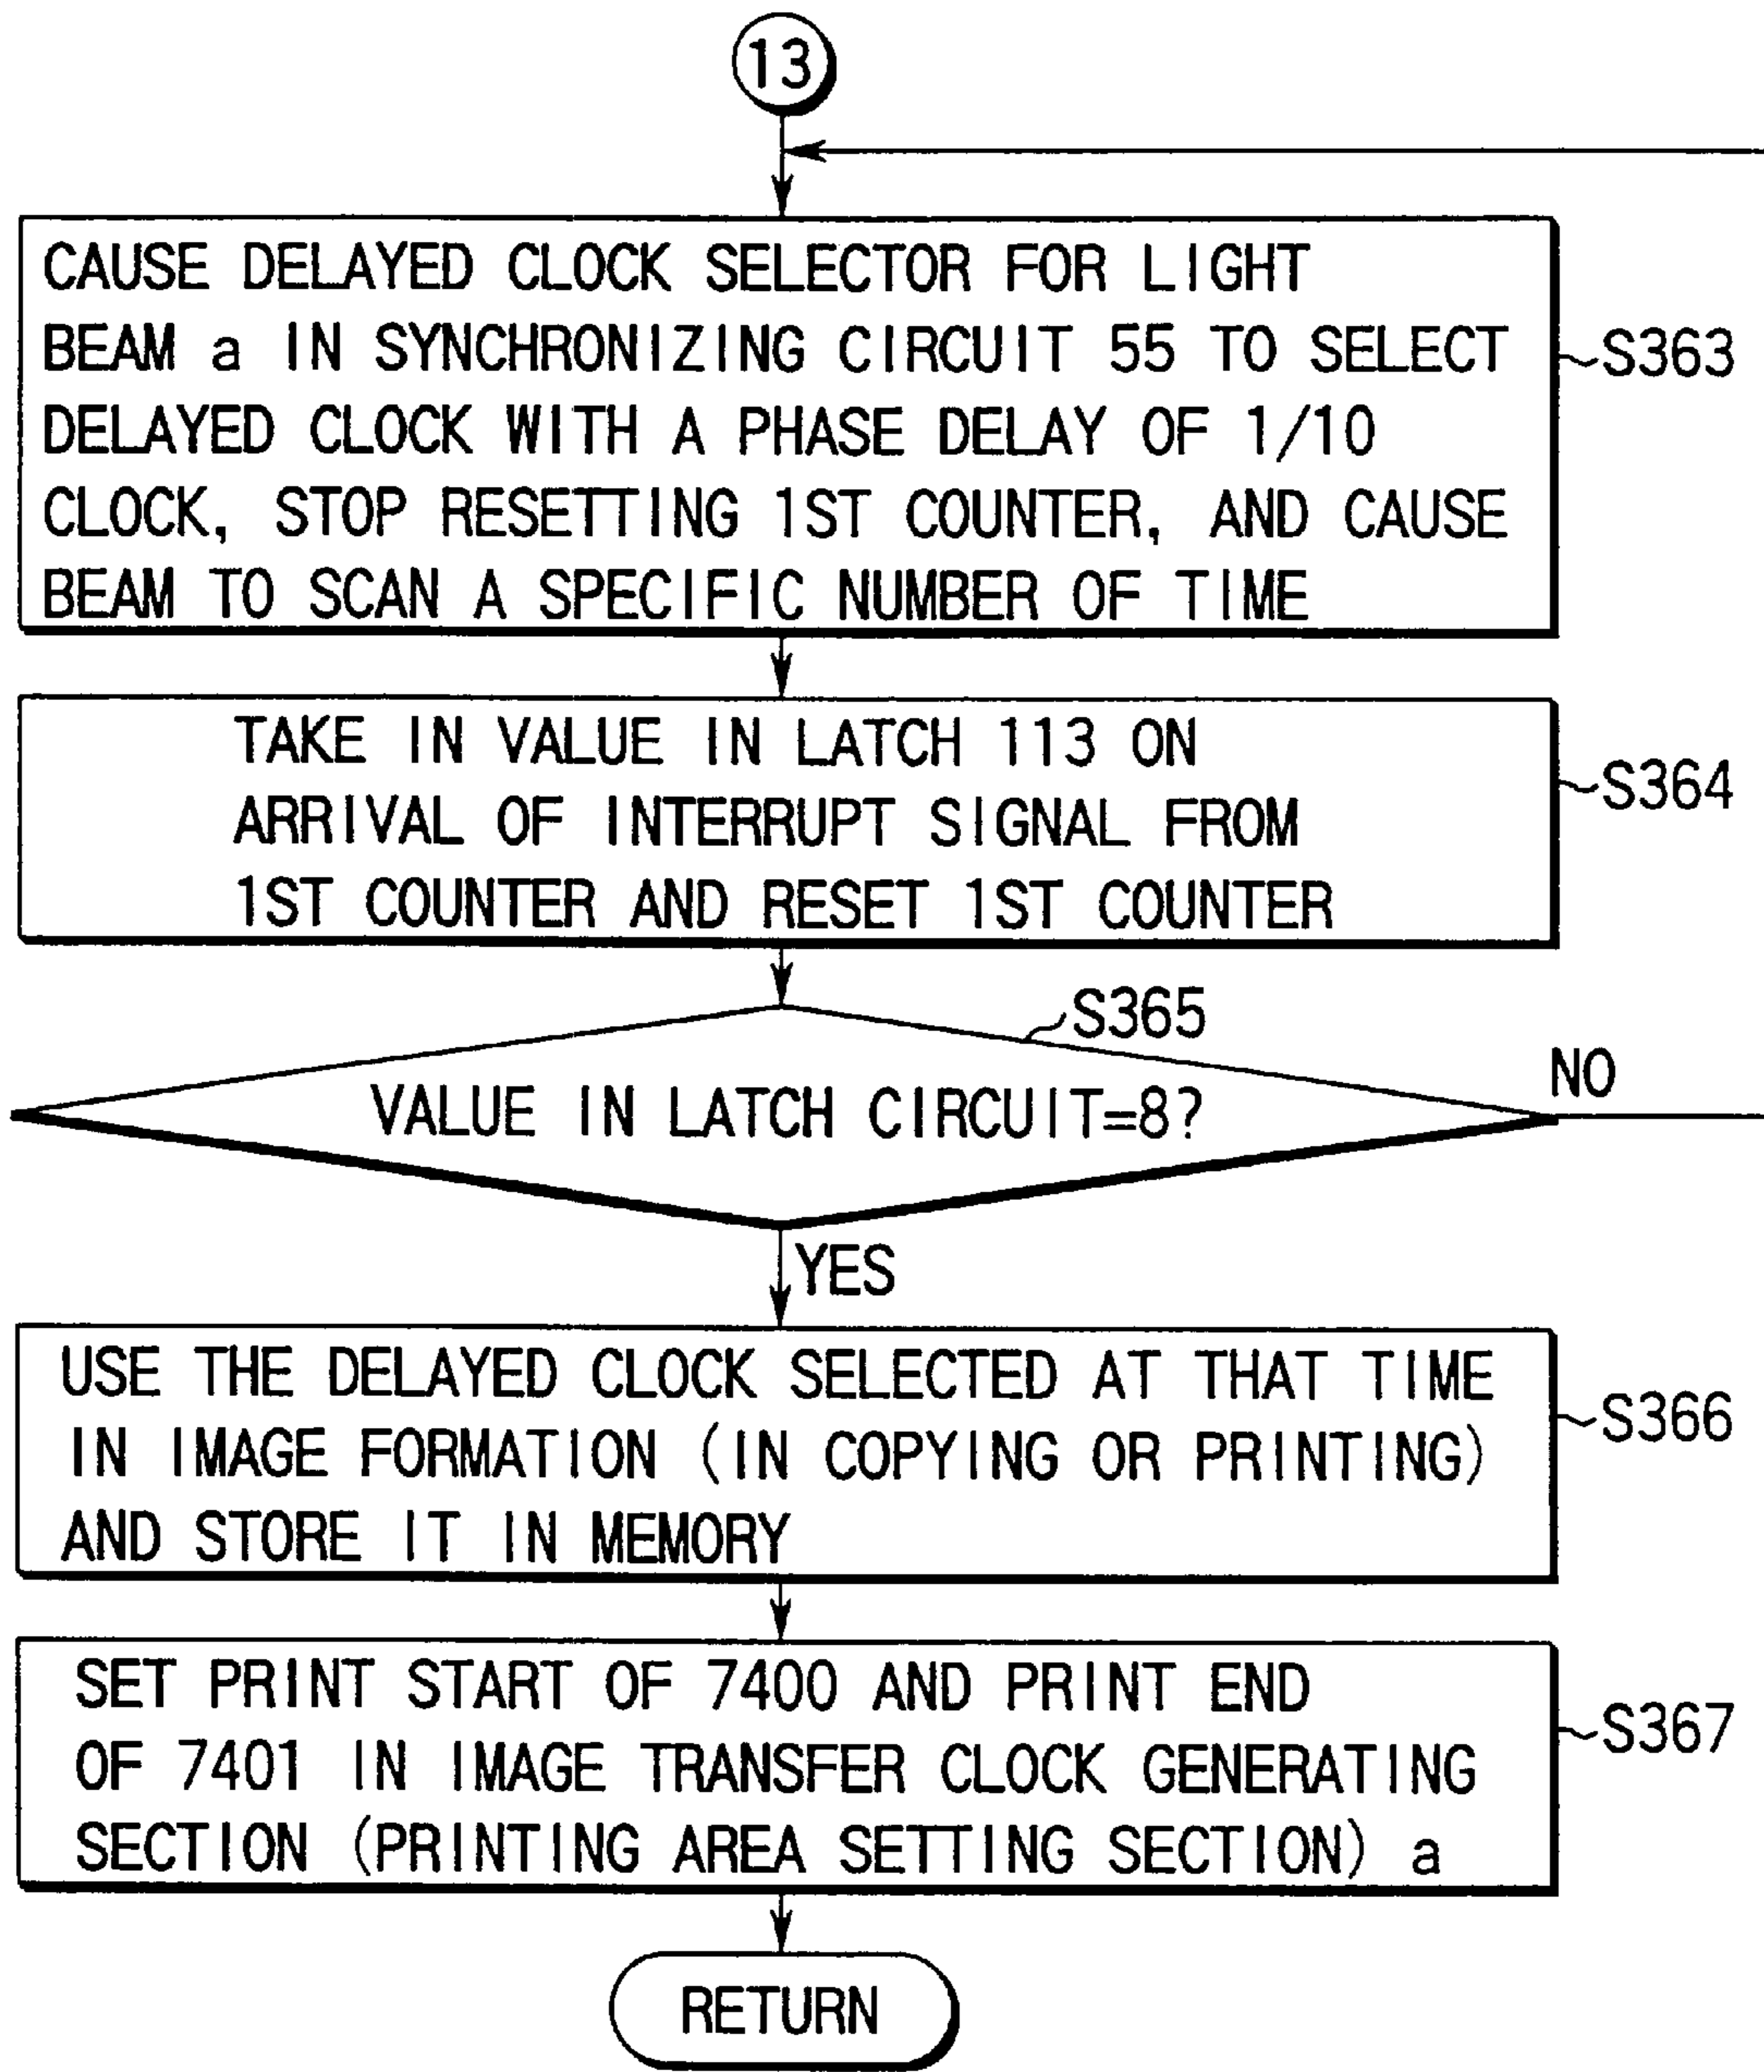 13
CAUSE DELAYED CLOCK SELECTOR FOR LIGHT
BEAM a IN SYNCHRONIZING CIRCUIT 55 TO SELECT
DELAYED CLOCK WITH A PHASE DELAY OF 1/10
CLOCK, STOP RESETTING 1ST COUNTER, AND CAUSE
BEAM TO SCAN A SPECIFIC NUMBER OF TIME
S363
TAKE IN VALUE IN LATCH 113 ON
ARRIVAL OF INTERRUPT SIGNAL FROM
1ST COUNTER AND RESET 1ST COUNTER
S364
S365
VALUE IN LATCH CIRCUIT=8?
NO
YES
USE THE DELAYED CLOCK SELECTED AT THAT TIME
IN IMAGE FORMATION (IN COPYING OR PRINTING)
AND STORE IT IN MEMORY
S366
SET PRINT START OF 7400 AND PRINT END
OF 7401 IN IMAGE TRANSFER CLOCK GENERATING
SECTION (PRINTING AREA SETTING SECTION) a
S367
RETURN